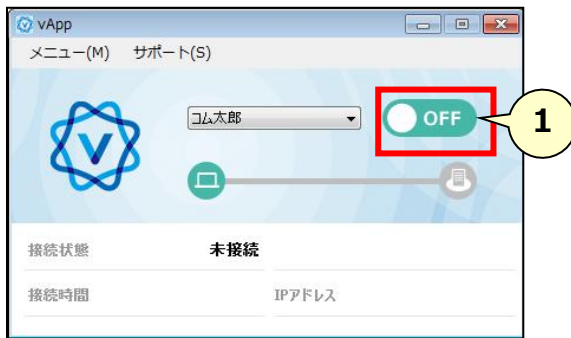 vApp
メニュー(M) サポート(S)
V
コム太郎
OFF
1
接続状態 未接続
接続時間 IPアドレス